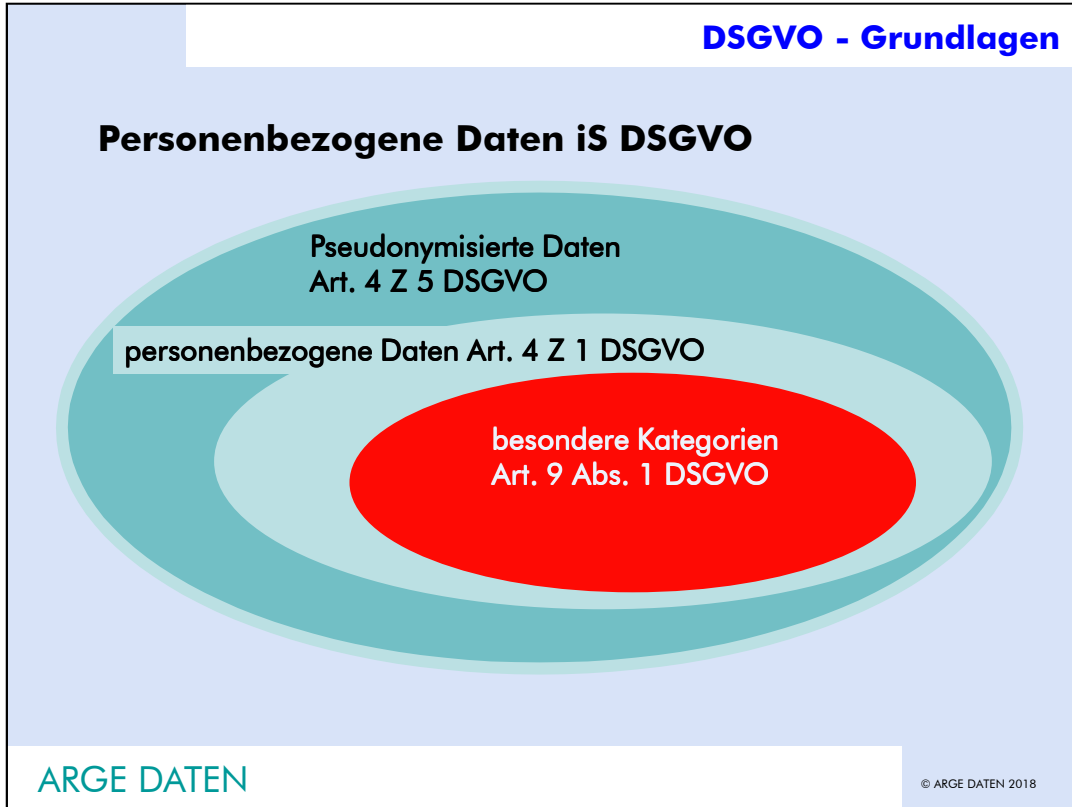 DSGVO - Grundlagen
Personenbezogene Daten iS DSGVO
Pseudonymisierte Daten
Art. 4 Z 5 DSGVO
personenbezogene Daten Art. 4 Z 1 DSGVO
besondere Kategorien
Art. 9 Abs. 1 DSGVO
ARGE DATEN
© ARGE DATEN 2018